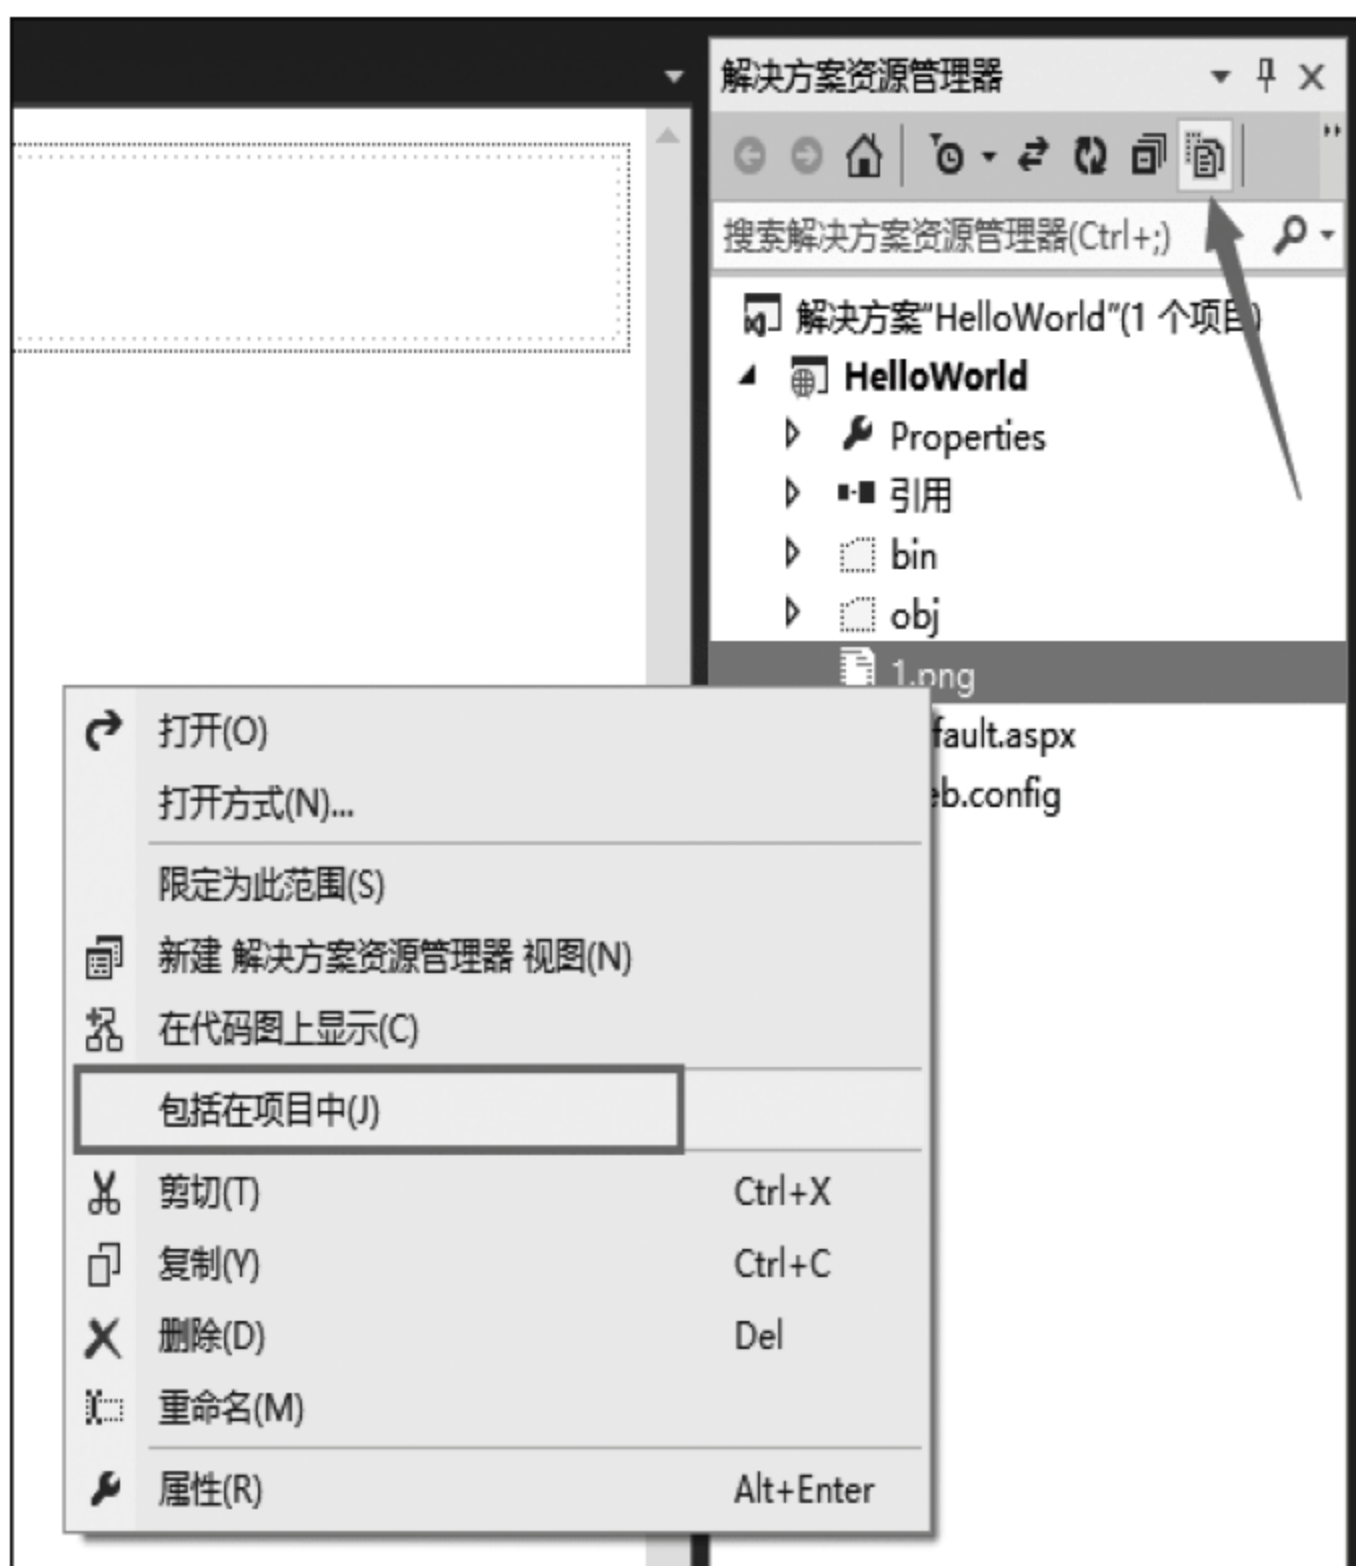 解决方案资源管理器
搜索解决方案资源管理器(Ctrl+;)
解决方案"HelloWorld"(1 个项目)
HelloWorld
Properties
引用
bin
obj
1.png
fault.aspx
eb.config
打开(O)
打开方式(N)...
限定为此范围(S)
新建 解决方案资源管理器 视图(N)
在代码图上显示(C)
包括在项目中(J)
剪切(T) Ctrl+X
复制(Y) Ctrl+C
删除(D) Del
重命名(M)
属性(R) Alt+Enter